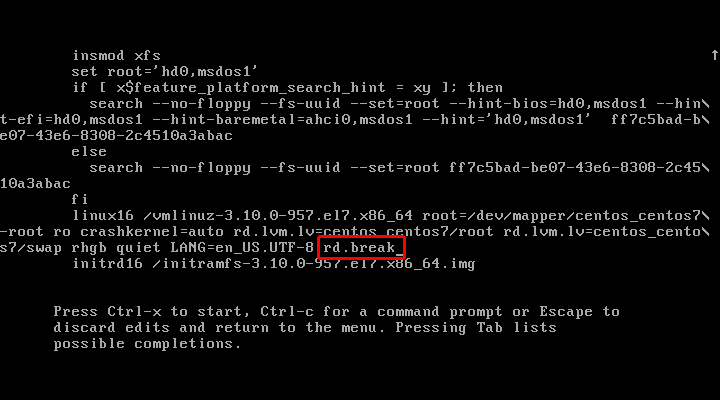 insmod xfs ↑
set root='hd0,msdos1'
if [ x$feature_platform_search_hint = xy ]; then
search --no-floppy --fs-uuid --set=root --hint-bios=hd0,msdos1 --hin\
t-efi=hd0,msdos1 --hint-baremetal=ahci0,msdos1 --hint='hd0,msdos1'  ff7c5bad-b\
e07-43e6-8308-2c4510a3abac
else
search --no-floppy --fs-uuid --set=root ff7c5bad-be07-43e6-8308-2c45\
10a3abac
fi
linux16 /vmlinuz-3.10.0-957.el7.x86_64 root=/dev/mapper/centos_centos7\
-root ro crashkernel=auto rd.lvm.lv=centos_centos7/root rd.lvm.lv=centos_cento\
s7/swap rhgb quiet LANG=en_US.UTF-8 rd.break_
initrd16 /initramfs-3.10.0-957.el7.x86_64.img
Press Ctrl-x to start, Ctrl-c for a command prompt or Escape to
discard edits and return to the menu. Pressing Tab lists
possible completions.